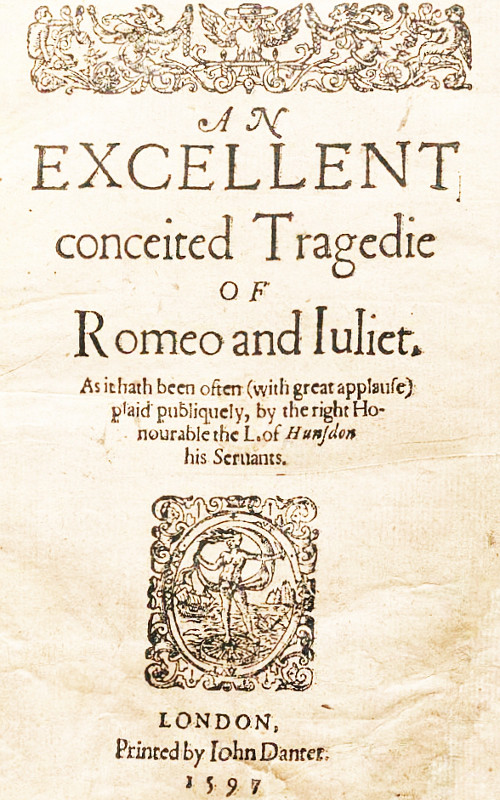 AN
EXCELLENT
conceited Tragedie
OF
Romeo and Iuliet.
As it hath been often (with great applauſe)
plaid publiquely, by the right Ho-
nourable the L. of Hunſdon
his Seruants.
LONDON,
Printed by Iohn Danter.
1597